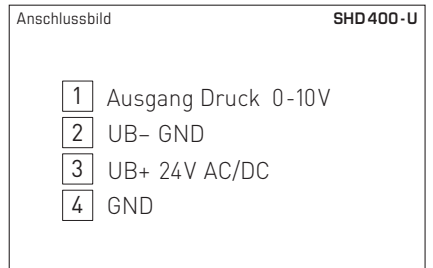 Anschlussbild SHD400-U
1 Ausgang Druck 0-10V
2 UB– GND
3 UB+ 24V AC/DC
4 GND